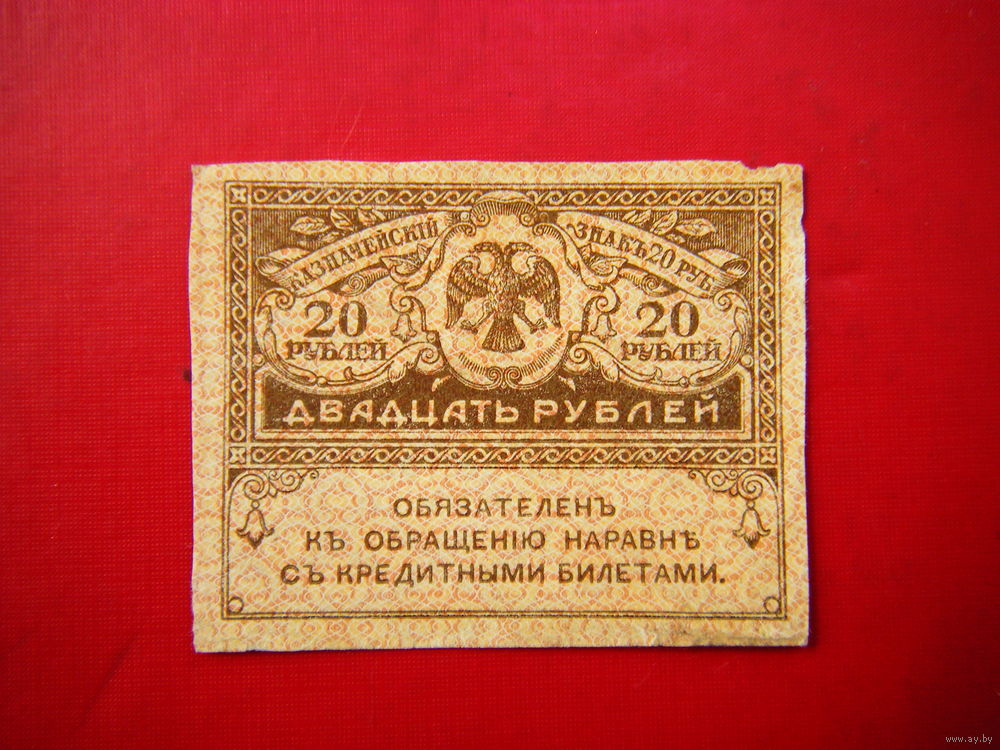 КАЗНАЧЕЙСКІЙ ЗНАКЪ 20 РУБ.
20 РУБЛЕЙ
20 РУБЛЕЙ
ДВАДЦАТЬ РУБЛЕЙ
ОБЯЗАТЕЛЕНЪ
КЪ ОБРАЩЕНІЮ НАРАВНѢ
СЪ КРЕДИТНЫМИ БИЛЕТАМИ.
www.ay.by